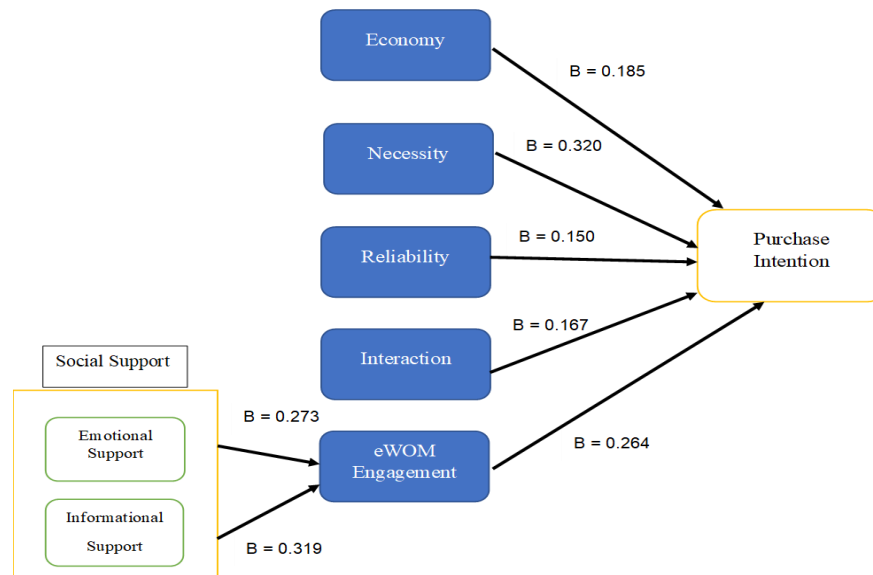 Economy
B = 0.185
Necessity
B = 0.320
Reliability
B = 0.150
Purchase
Intention
Interaction
B = 0.167
Social Support
B = 0.273
Emotional
Support
eWOM
Engagement
B = 0.264
Informational
Support
B = 0.319